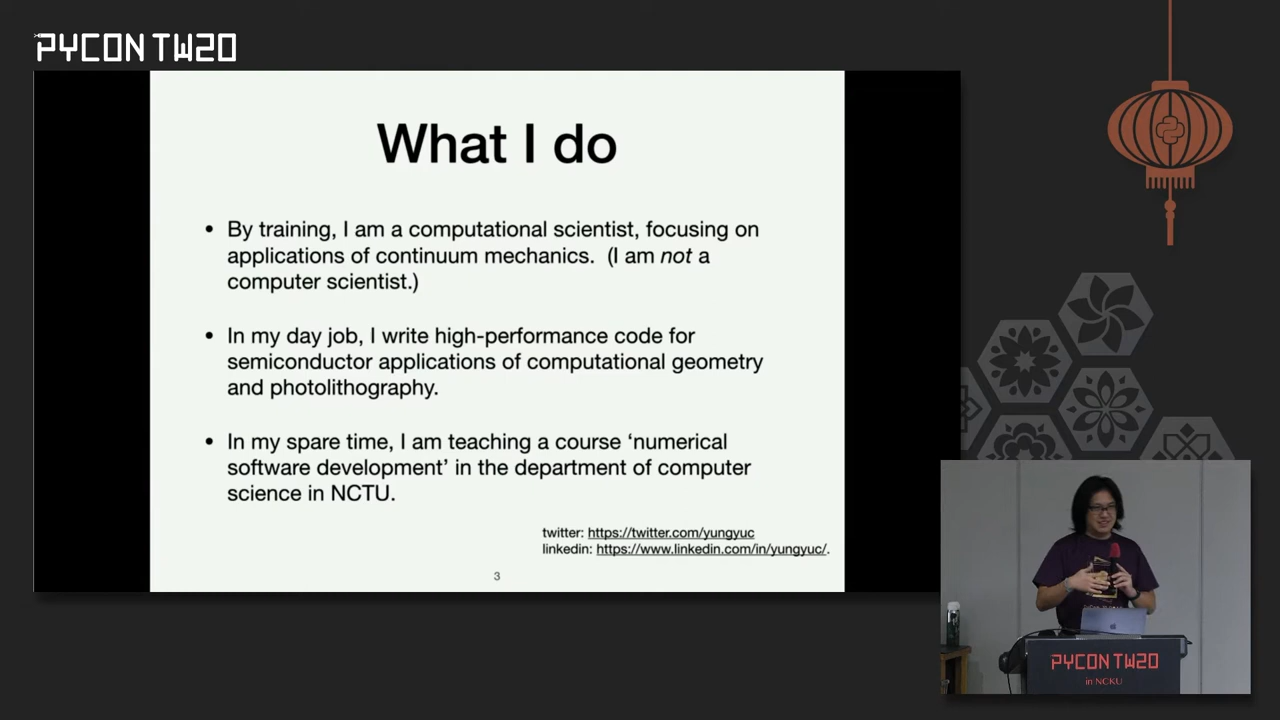 PYCON TW20
What I do
• By training, I am a computational scientist, focusing on
applications of continuum mechanics.  (I am not a
computer scientist.)
• In my day job, I write high-performance code for
semiconductor applications of computational geometry
and photolithography.
• In my spare time, I am teaching a course ‘numerical
software development’ in the department of computer
science in NCTU.
twitter: https://twitter.com/yungyuc
linkedin: https://www.linkedin.com/in/yungyuc/.
3
PYCON TW20
in NCKU